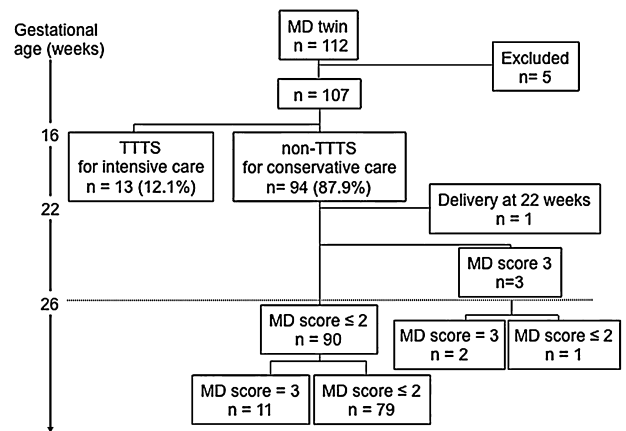 Gestational
age (weeks)
MD twin
n = 112
Excluded
n= 5
n = 107
16
TTTS
for intensive care
n = 13 (12.1%)
non-TTTS
for conservative care
n= 94 (87.9%)
22
Delivery at 22 weeks
n = 1
MD score 3
n=3
26
MD score ≤ 2
n = 90
MD score = 3
n = 2
MD score ≤ 2
n = 1
MD score = 3
n = 11
MD score ≤ 2
n = 79